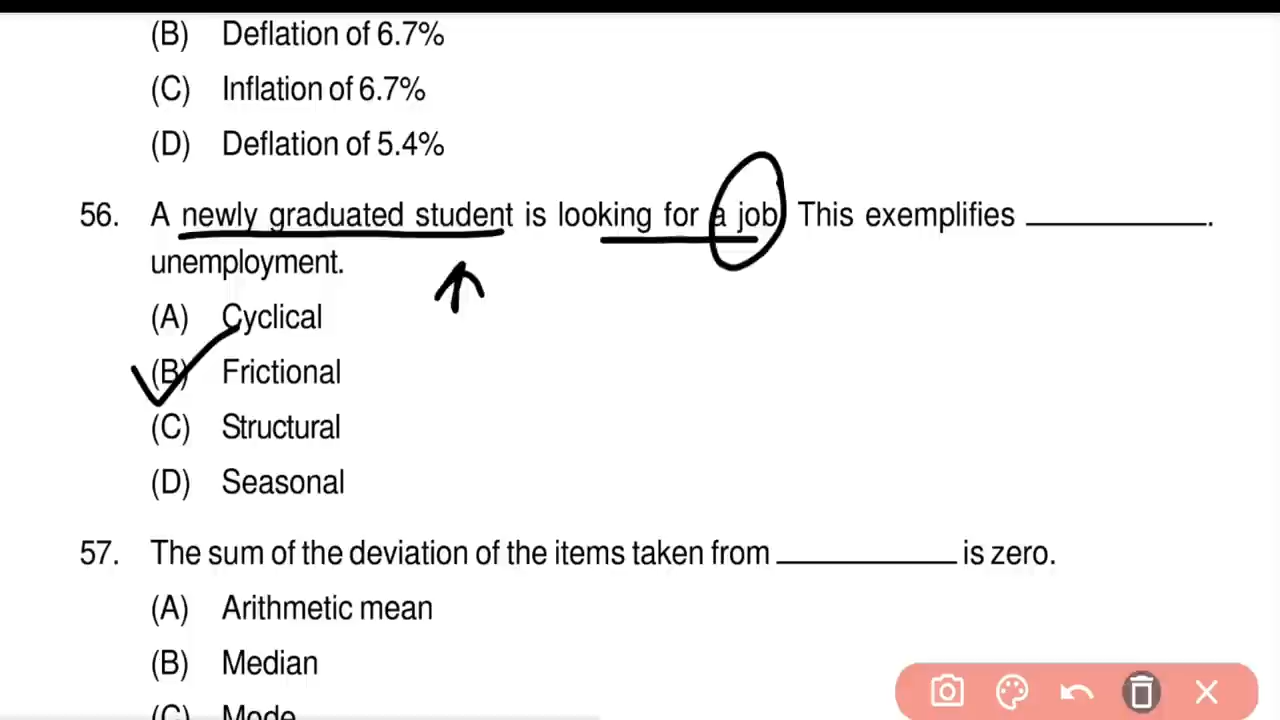 (B) Deflation of 6.7%
(C) Inflation of 6.7%
(D) Deflation of 5.4%
56. A newly graduated student is looking for a job. This exemplifies ____________.
unemployment.
(A) Cyclical
(B) Frictional
(C) Structural
(D) Seasonal
57. The sum of the deviation of the items taken from ____________ is zero.
(A) Arithmetic mean
(B) Median
(C) Mode